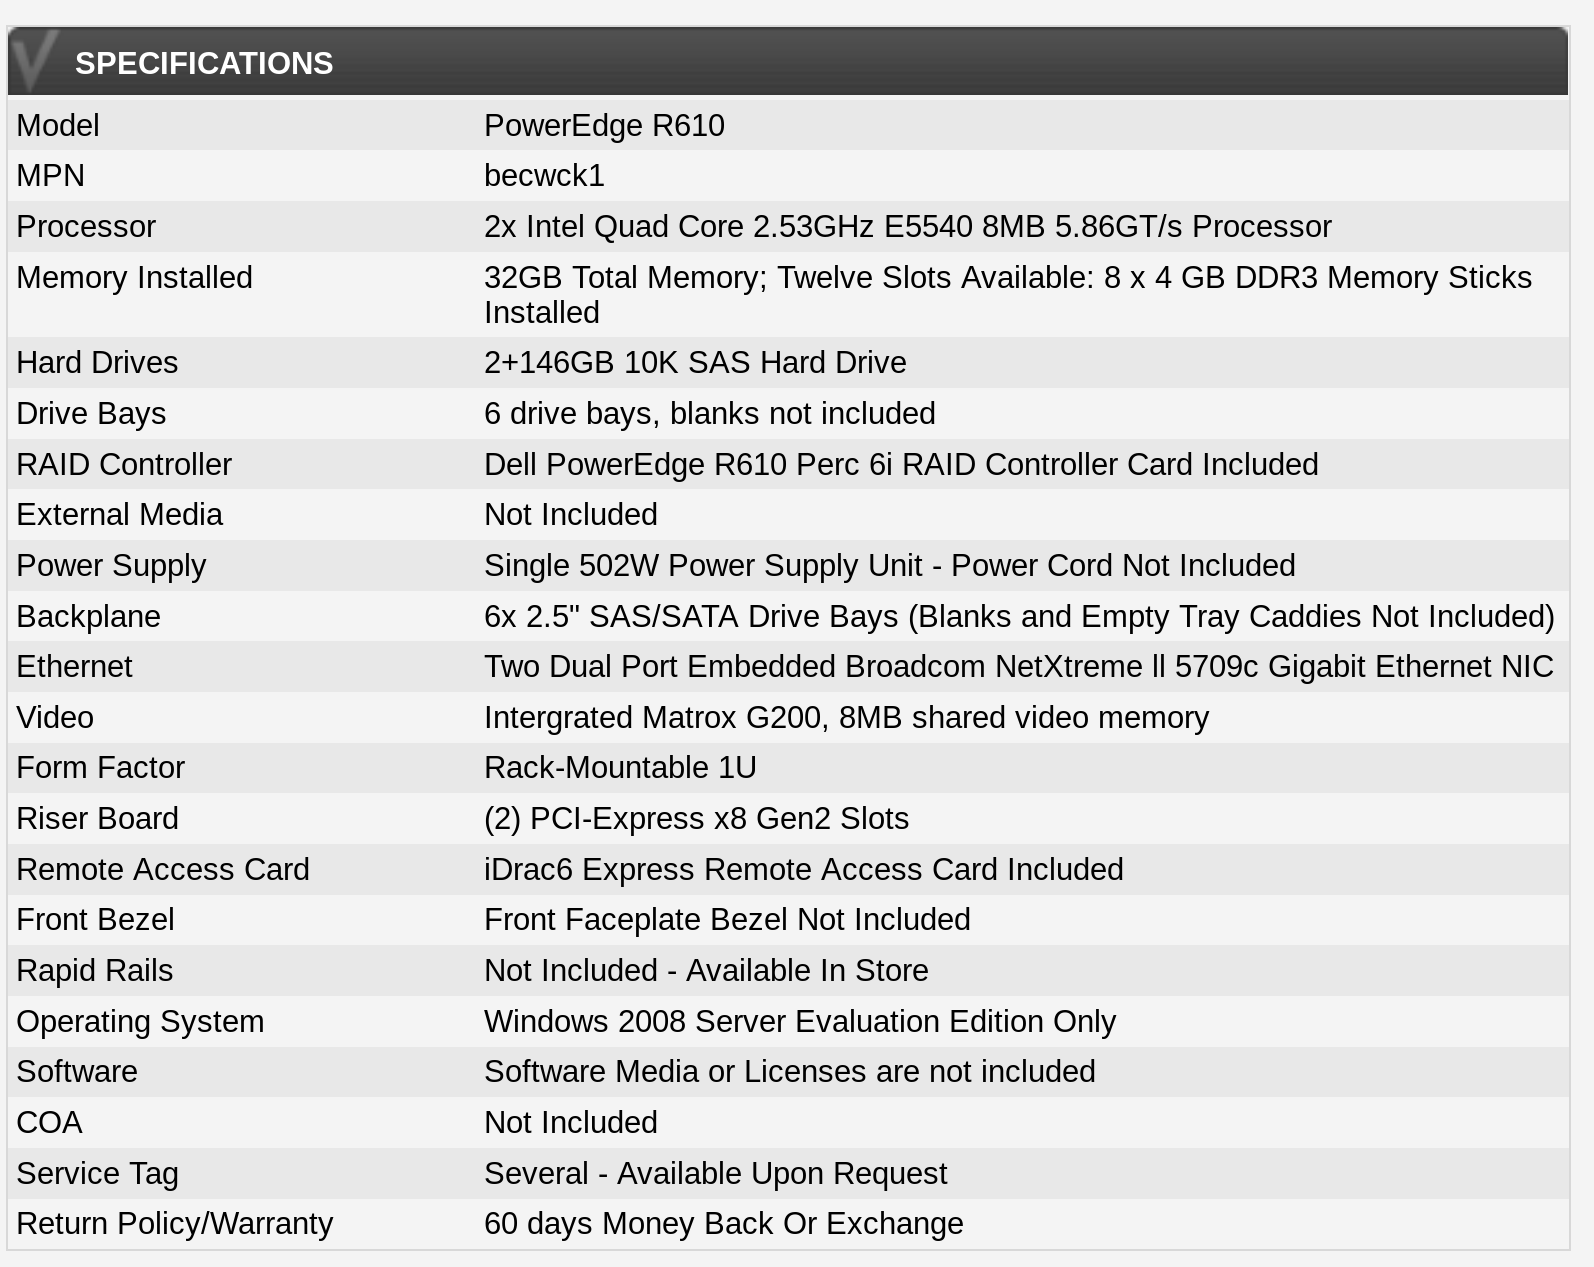 SPECIFICATIONS
Model PowerEdge R610
MPN becwck1
Processor 2x Intel Quad Core 2.53GHz E5540 8MB 5.86GT/s Processor
Memory Installed 32GB Total Memory; Twelve Slots Available: 8 x 4 GB DDR3 Memory Sticks
Installed
Hard Drives 2+146GB 10K SAS Hard Drive
Drive Bays 6 drive bays, blanks not included
RAID Controller Dell PowerEdge R610 Perc 6i RAID Controller Card Included
External Media Not Included
Power Supply Single 502W Power Supply Unit - Power Cord Not Included
Backplane 6x 2.5" SAS/SATA Drive Bays (Blanks and Empty Tray Caddies Not Included)
Ethernet Two Dual Port Embedded Broadcom NetXtreme ll 5709c Gigabit Ethernet NIC
Video Intergrated Matrox G200, 8MB shared video memory
Form Factor Rack-Mountable 1U
Riser Board (2) PCI-Express x8 Gen2 Slots
Remote Access Card iDrac6 Express Remote Access Card Included
Front Bezel Front Faceplate Bezel Not Included
Rapid Rails Not Included - Available In Store
Operating System Windows 2008 Server Evaluation Edition Only
Software Software Media or Licenses are not included
COA Not Included
Service Tag Several - Available Upon Request
Return Policy/Warranty 60 days Money Back Or Exchange